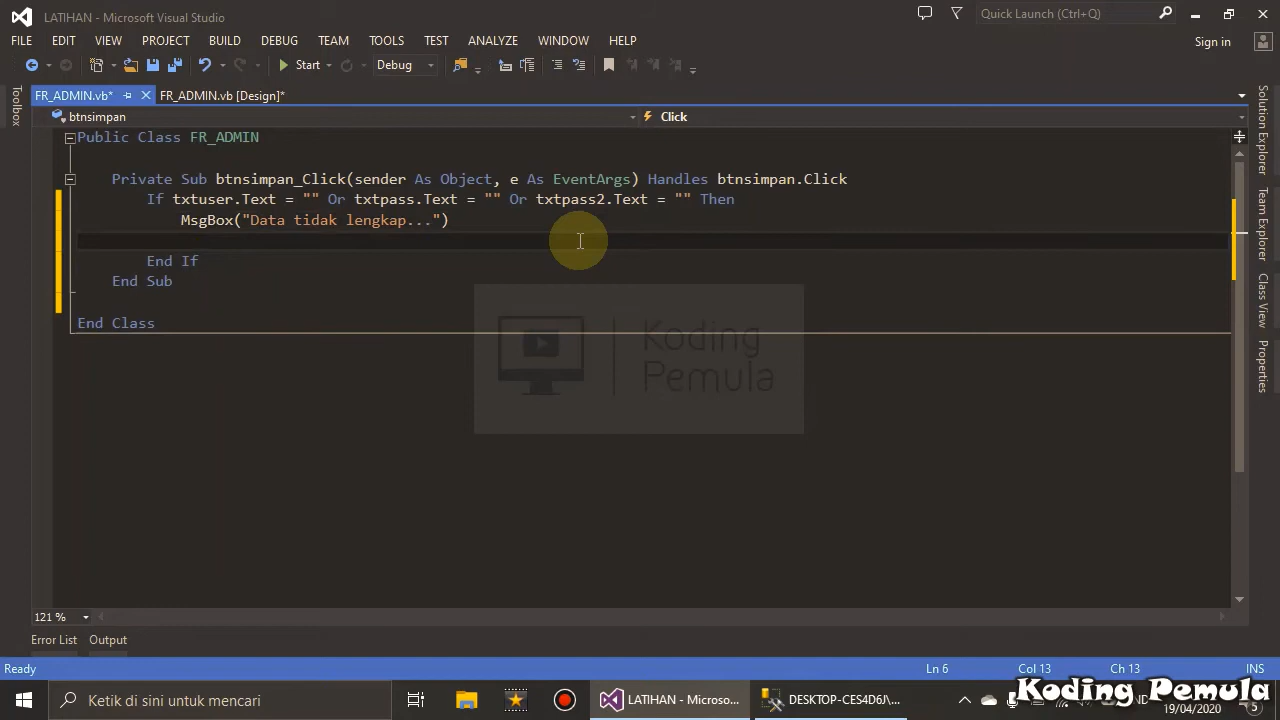 LATIHAN - Microsoft Visual Studio
Quick Launch (Ctrl+Q)
FILE EDIT VIEW PROJECT BUILD DEBUG TEAM TOOLS TEST ANALYZE WINDOW HELP
Sign in
Start Debug
FR_ADMIN.vb* FR_ADMIN.vb [Design]*
Toolbox
btnsimpan Click
Public Class FR_ADMIN
Private Sub btnsimpan_Click(sender As Object, e As EventArgs) Handles btnsimpan.Click
If txtuser.Text = "" Or txtpass.Text = "" Or txtpass2.Text = "" Then
MsgBox("Data tidak lengkap...")
End If
End Sub
End Class
Koding
Pemula
Solution Explorer
Team Explorer
Class View
Properties
121 %
Error List Output
Ready Ln 6 Col 13 Ch 13 INS
Ketik di sini untuk mencari
LATIHAN - Microso...
DESKTOP-CES4D6J\...
Koding Pemula
19/04/2020
5